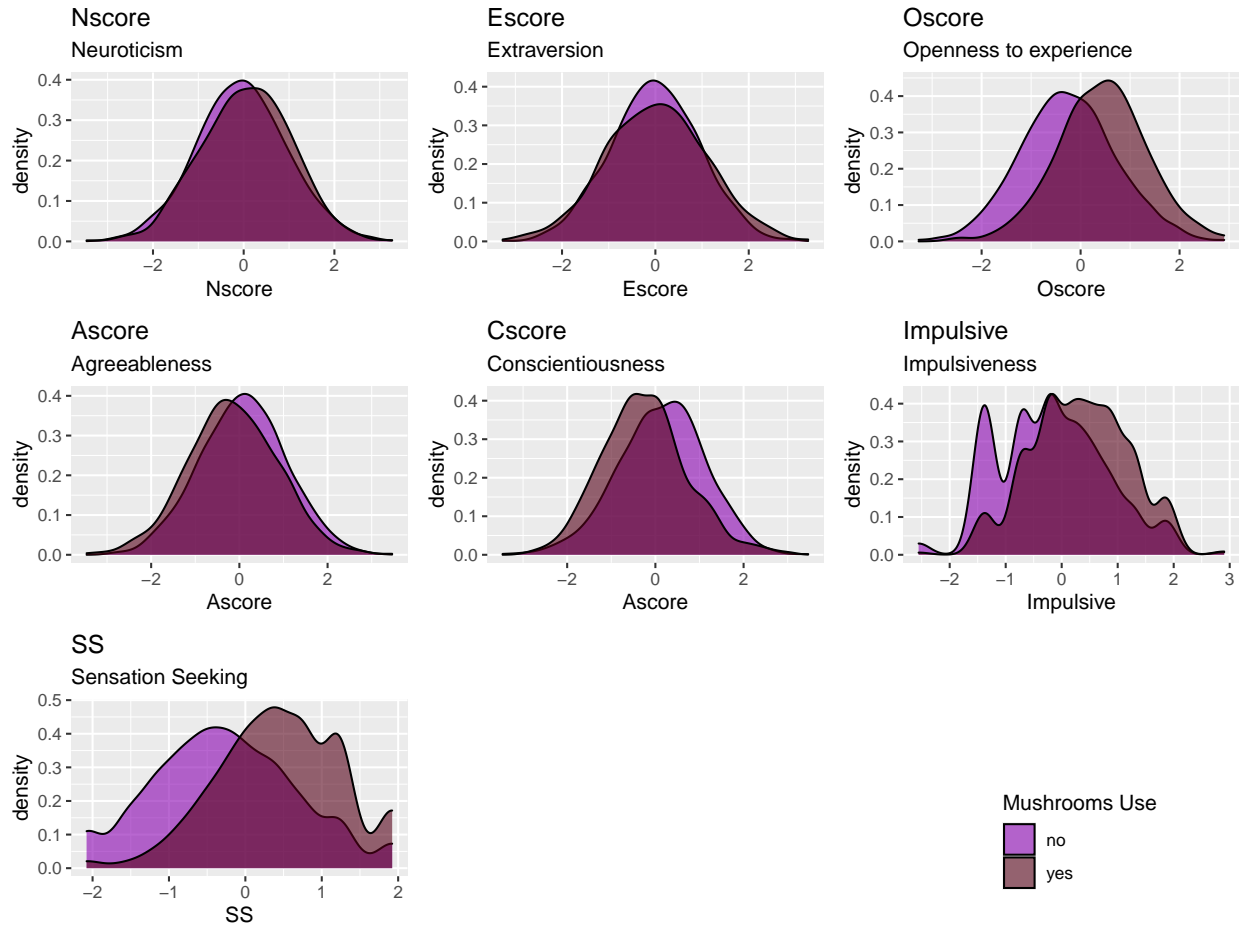 Nscore
Neuroticism
density
0.4
0.3
0.2
0.1
0.0
−2 0 2
Nscore
Escore
Extraversion
density
0.4
0.3
0.2
0.1
0.0
−2 0 2
Escore
Oscore
Openness to experience
density
0.4
0.3
0.2
0.1
0.0
−2 0 2
Oscore
Ascore
Agreeableness
density
0.4
0.3
0.2
0.1
0.0
−2 0 2
Ascore
Cscore
Conscientiousness
density
0.4
0.3
0.2
0.1
0.0
−2 0 2
Ascore
Impulsive
Impulsiveness
density
0.4
0.3
0.2
0.1
0.0
−2 −1 0 1 2 3
Impulsive
SS
Sensation Seeking
density
0.5
0.4
0.3
0.2
0.1
0.0
−2 −1 0 1 2
SS
Mushrooms Use
no
yes